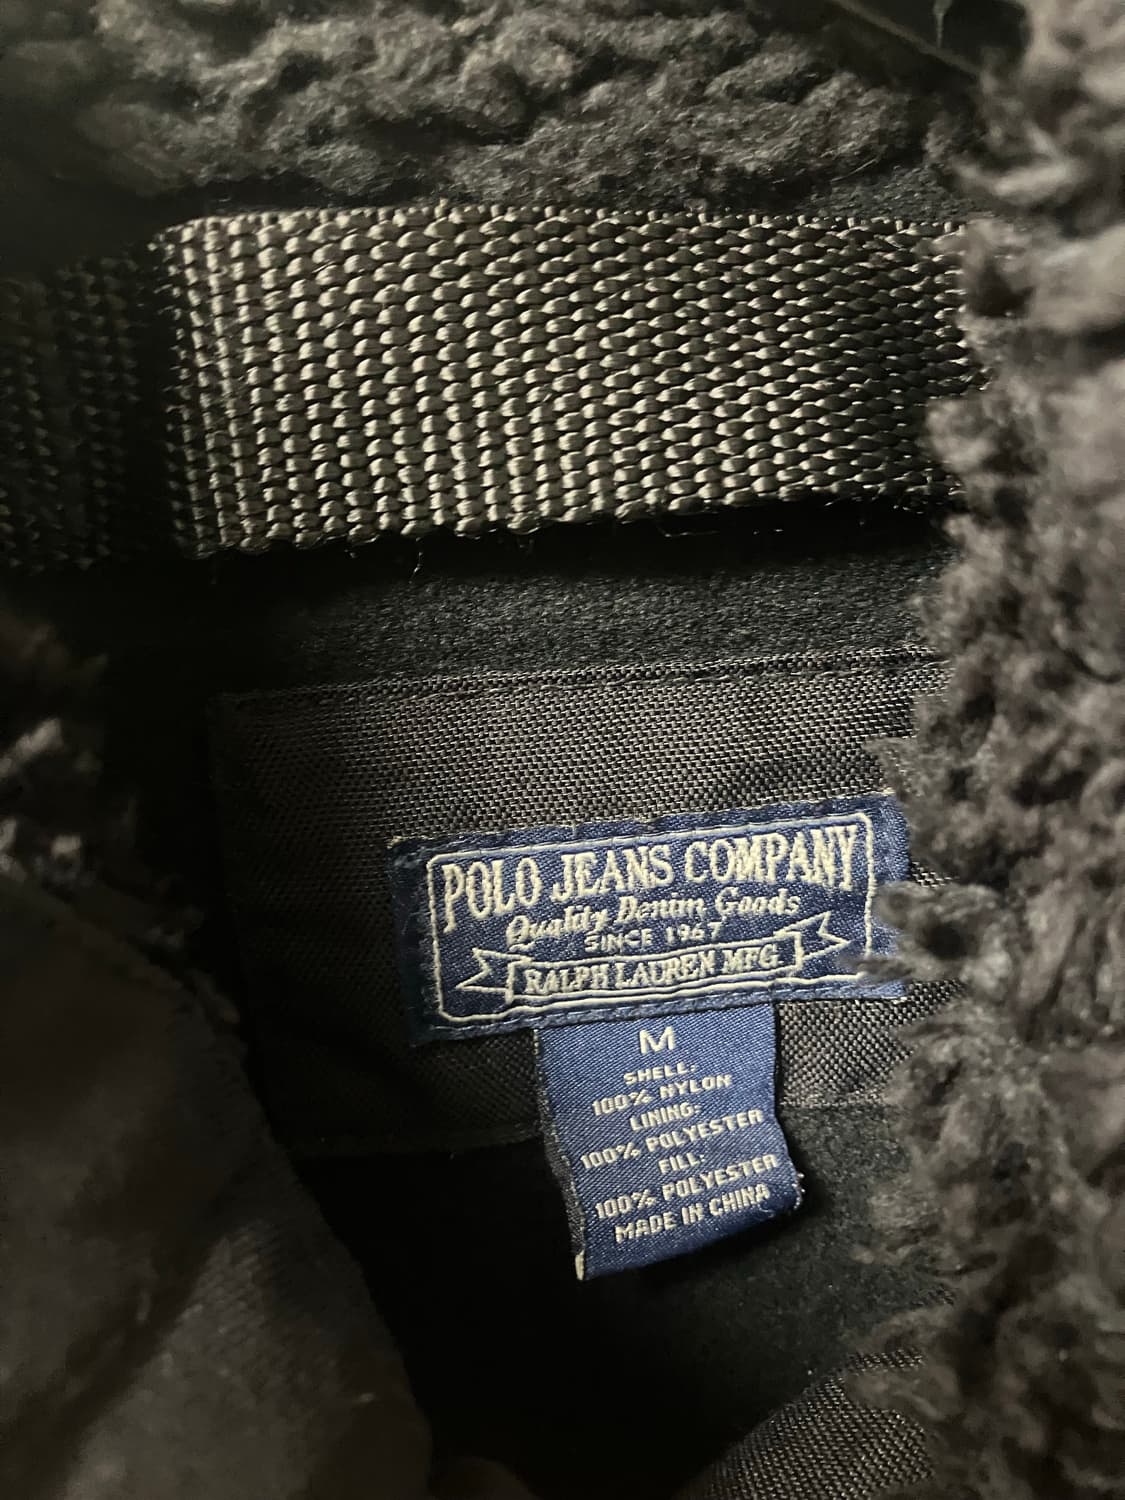 POLO JEANS COMPANY
Quality Denim Goods
SINCE 1967
RALPH LAUREN MFG
M
SHELL:
100% NYLON
LINING:
100% POLYESTER
FILL:
100% POLYESTER
MADE IN CHINA